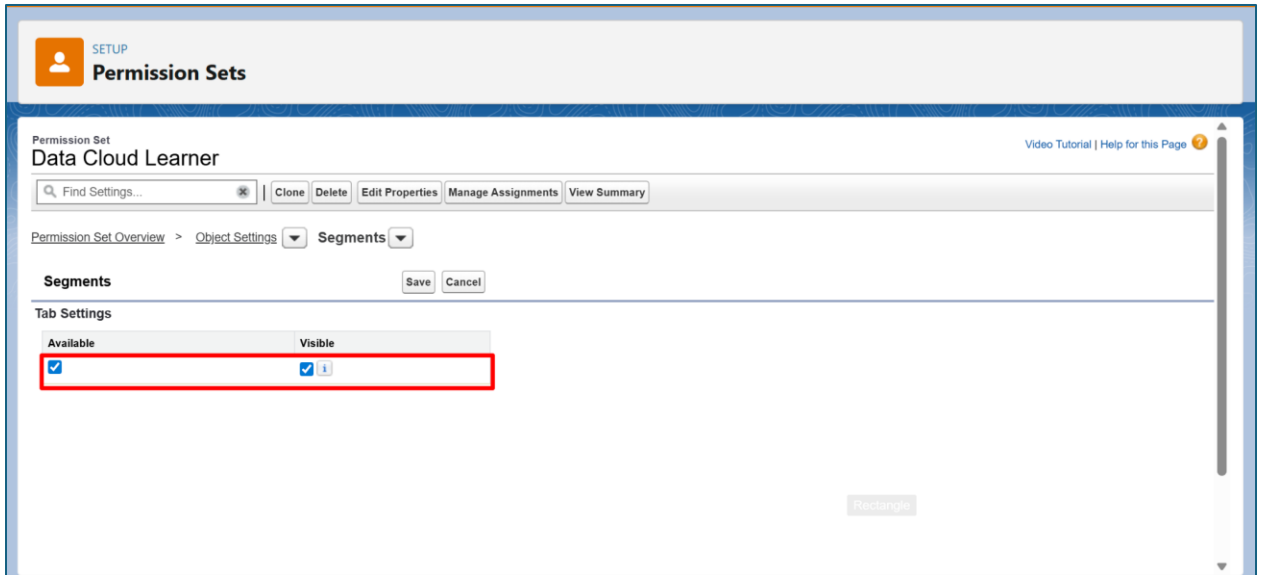 SETUP
Permission Sets
Permission Set
Data Cloud Learner
Video Tutorial | Help for this Page ?
Find Settings... | Clone Delete Edit Properties Manage Assignments View Summary
Permission Set Overview > Object Settings Segments
Segments Save Cancel
Tab Settings
Available Visible
i
Rectangle